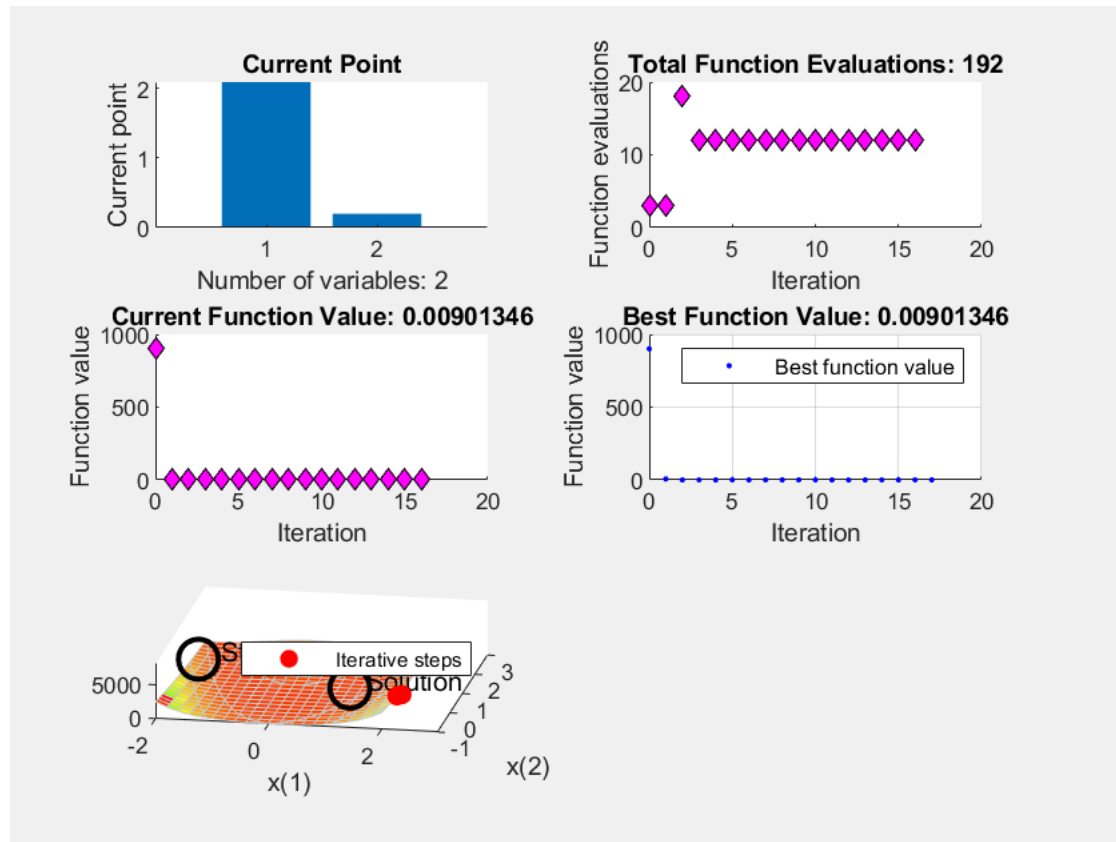 Current Point
Current point
2
1
0
1 2
Number of variables: 2
Total Function Evaluations: 192
Function evaluations
20
10
0
0 5 10 15 20
Iteration
Current Function Value: 0.00901346
Function value
1000
500
0
0 5 10 15 20
Iteration
Best Function Value: 0.00901346
Function value
1000
500
0
Best function value
0 5 10 15 20
Iteration
Iterative steps
Solution
5000
0
-2 0 2
x(1)
3
2
1
0
-1
x(2)